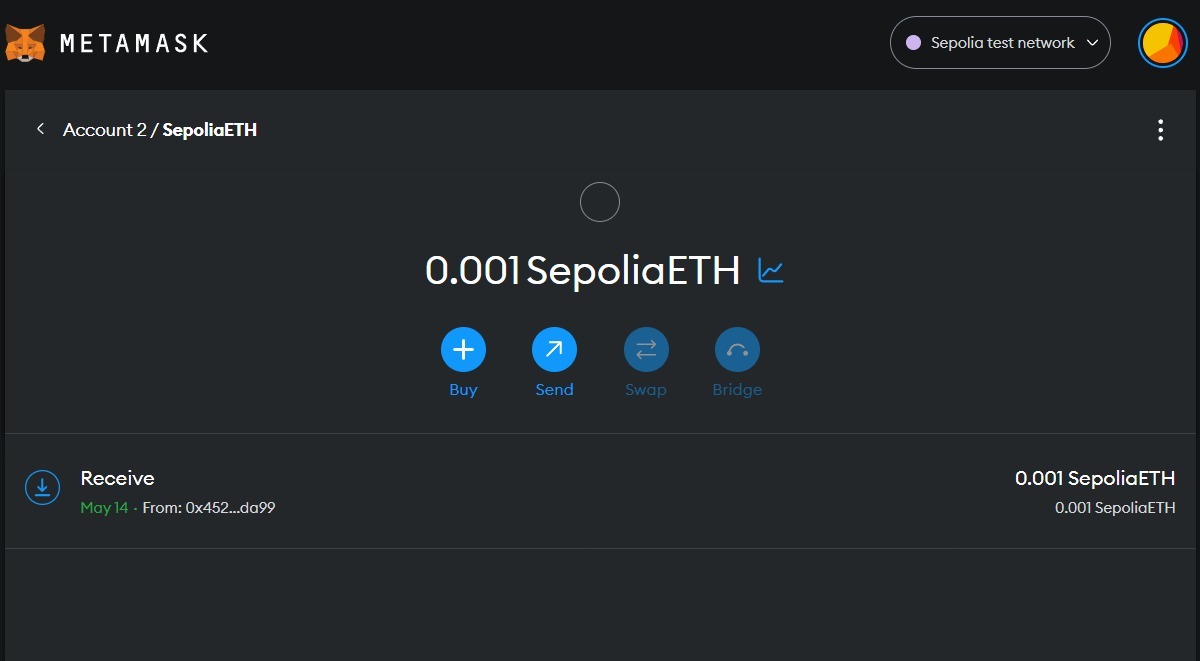 METAMASK
Sepolia test network
Account 2 / SepoliaETH
0.001 SepoliaETH
Buy Send Swap Bridge
Receive 0.001 SepoliaETH
May 14 · From: 0x452...da99 0.001 SepoliaETH